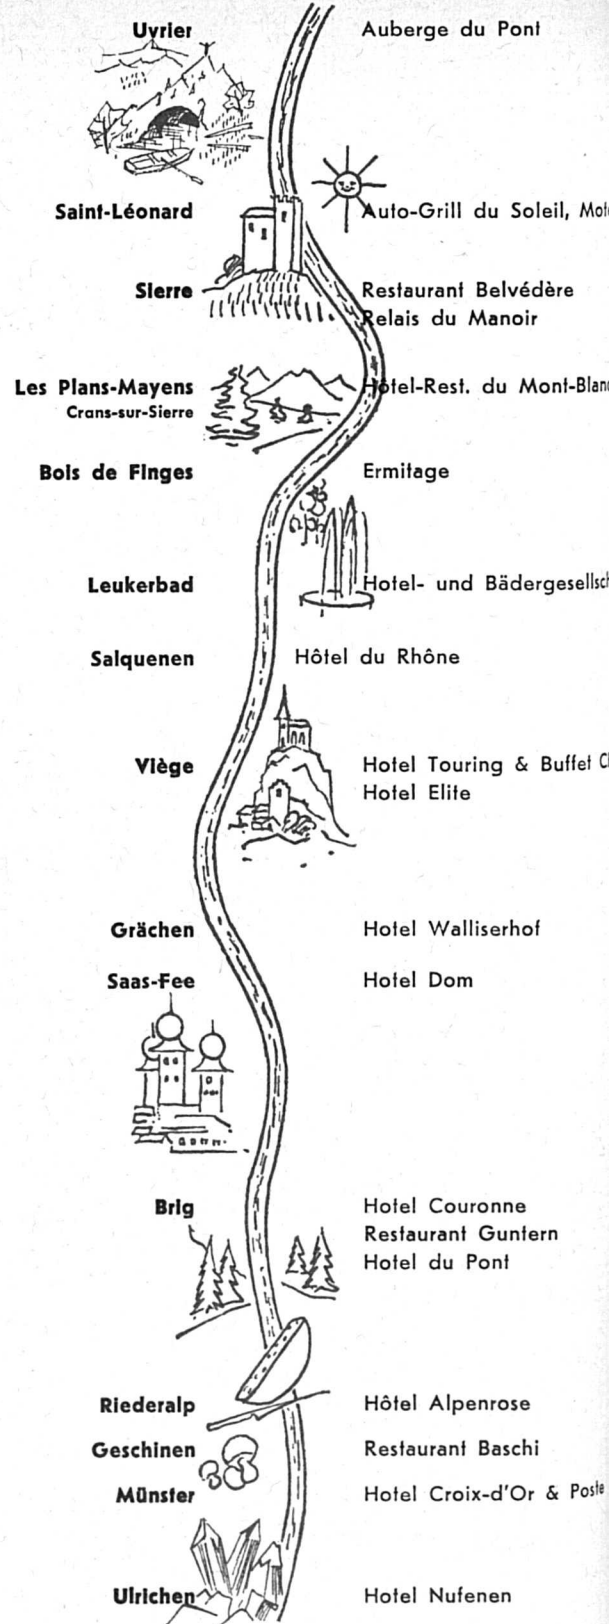 Uvrier Auberge du Pont
Saint-Léonard Auto-Grill du Soleil,
Sierre Restaurant Belvédère
Relais du Manoir
Les Plans-Mayens Hôtel-Rest. du Mont-Blanc
Crans-sur-Sierre
Bois de Finges Ermitage
Leukerbad Hotel- und
Salquenen Hôtel du Rhône
Viège Hotel Touring & Buffet
Hotel Elite
Grächen Hotel Walliserhof
Saas-Fee Hotel Dom
Brig Hotel Couronne
Restaurant Guntern
Hotel du Pont
Riederalp Hôtel Alpenrose
Geschinen Restaurant Baschi
Münster Hotel Croix-d'Or & Poste
Ulrichen Hotel Nufenen